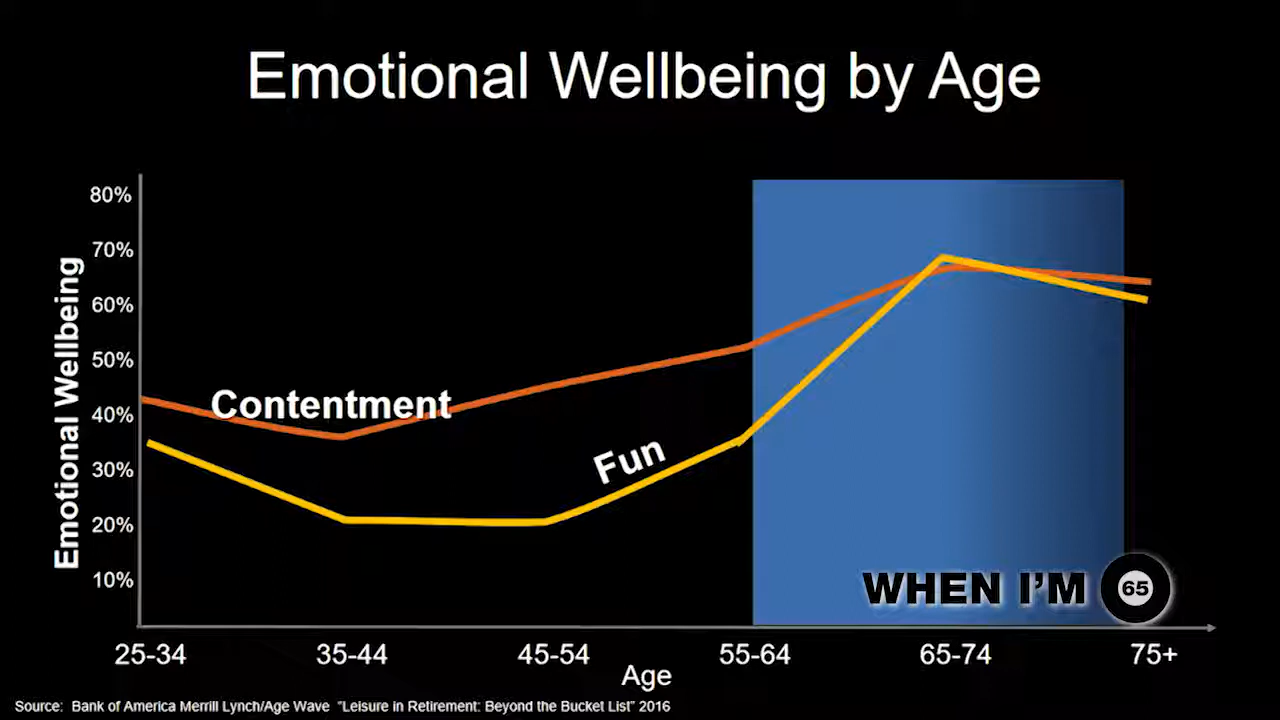 Emotional Wellbeing by Age
Emotional Wellbeing
80%
70%
60%
50%
40%
30%
20%
10%
Contentment
Fun
WHEN I'M 65
25-34 35-44 45-54 55-64 65-74 75+
Age
Source: Bank of America Merrill Lynch/Age Wave "Leisure in Retirement: Beyond the Bucket List" 2016